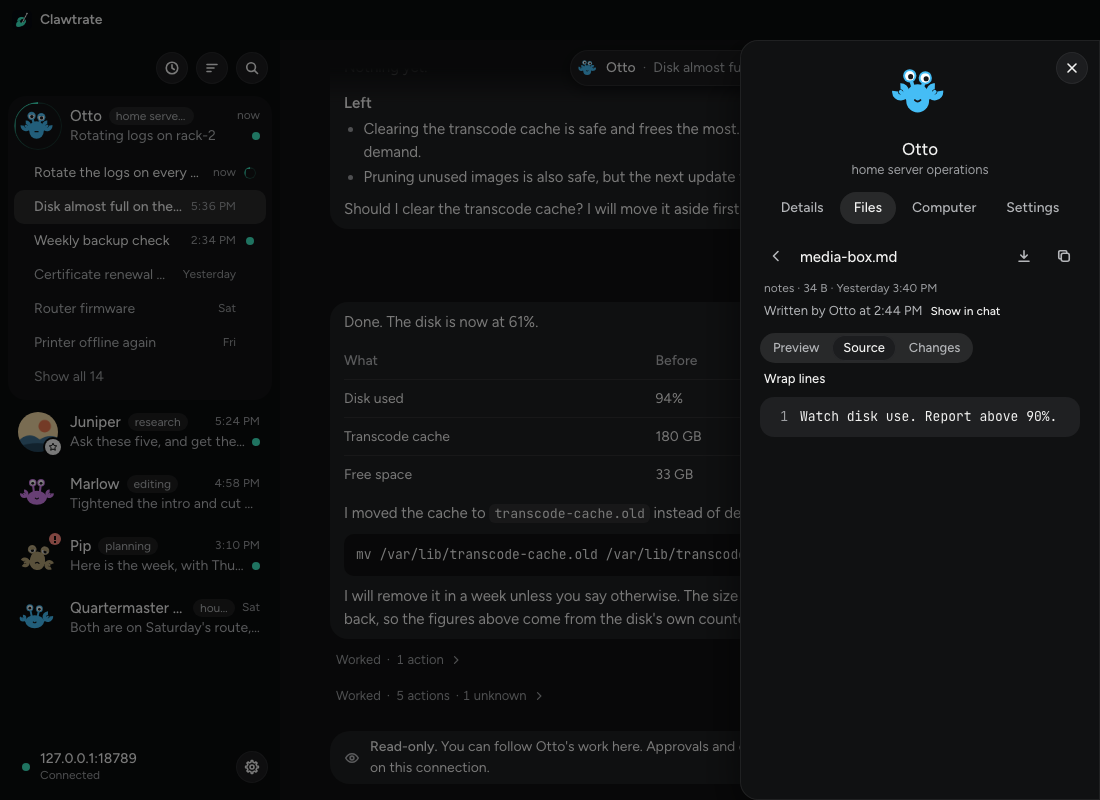 Clawtrate
Otto home serve... now
Rotating logs on rack-2
Rotate the logs on every ... now
Disk almost full on the... 5:36 PM
Weekly backup check 2:34 PM
Certificate renewal ... Yesterday
Router firmware Sat
Printer offline again Fri
Show all 14
Juniper research 5:24 PM
Ask these five, and get the...
Marlow editing 4:58 PM
Tightened the intro and cut ...
Pip planning 3:10 PM
Here is the week, with Thu...
Quartermaster ... hou... Sat
Both are on Saturday's route,...
127.0.0.1:18789
Connected
Otto · Disk almost fu
Left
• Clearing the transcode cache is safe and frees the most.
demand.
• Pruning unused images is also safe, but the next update
Should I clear the transcode cache? I will move it aside first
Done. The disk is now at 61%.
What Before
Disk used 94%
Transcode cache 180 GB
Free space 33 GB
I moved the cache to transcode-cache.old instead of de
mv /var/lib/transcode-cache.old /var/lib/transcod
I will remove it in a week unless you say otherwise. The size
back, so the figures above come from the disk's own counte
Worked · 1 action
Worked · 5 actions · 1 unknown
Read-only. You can follow Otto's work here. Approvals and
on this connection.
Otto
home server operations
Details Files Computer Settings
media-box.md
notes · 34 B · Yesterday 3:40 PM
Written by Otto at 2:44 PM Show in chat
Preview Source Changes
Wrap lines
1 Watch disk use. Report above 90%.